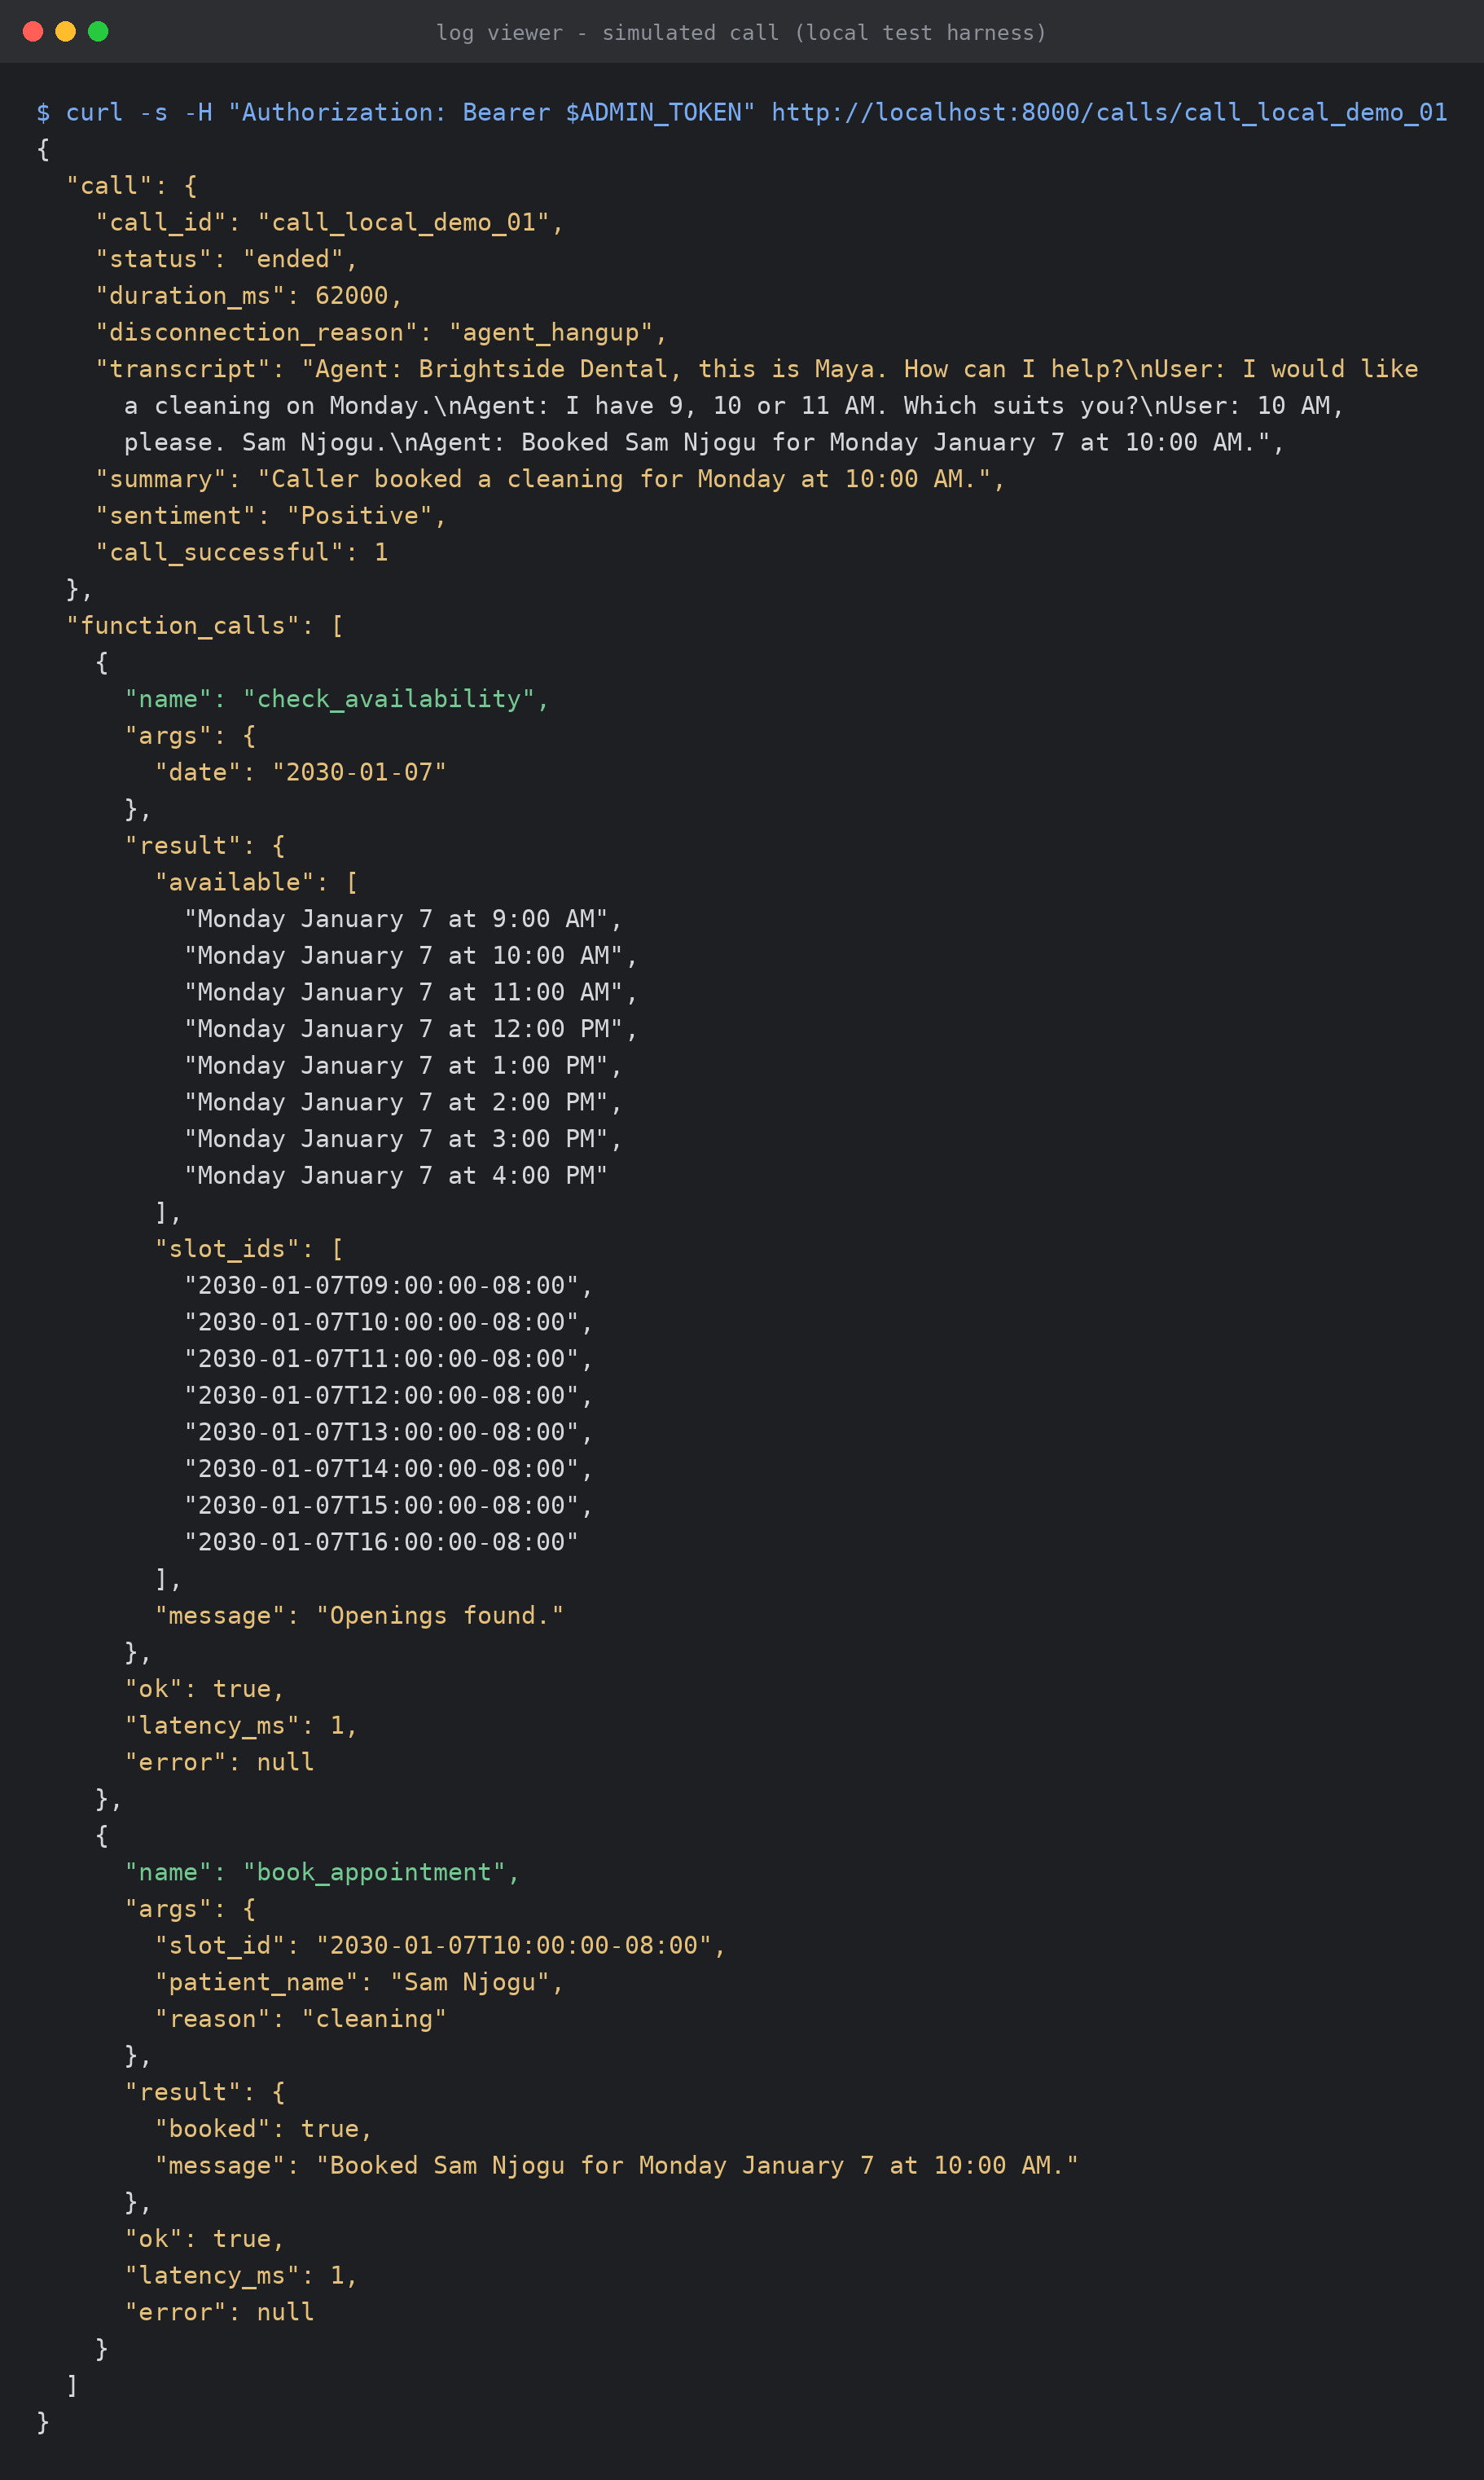 log viewer - simulated call (local test harness)
$ curl -s -H "Authorization: Bearer $ADMIN_TOKEN" http://localhost:8000/calls/call_local_demo_01
{
  "call": {
    "call_id": "call_local_demo_01",
    "status": "ended",
    "duration_ms": 62000,
    "disconnection_reason": "agent_hangup",
    "transcript": "Agent: Brightside Dental, this is Maya. How can I help?\nUser: I would like
      a cleaning on Monday.\nAgent: I have 9, 10 or 11 AM. Which suits you?\nUser: 10 AM,
      please. Sam Njogu.\nAgent: Booked Sam Njogu for Monday January 7 at 10:00 AM.",
    "summary": "Caller booked a cleaning for Monday at 10:00 AM.",
    "sentiment": "Positive",
    "call_successful": 1
  },
  "function_calls": [
    {
      "name": "check_availability",
      "args": {
        "date": "2030-01-07"
      },
      "result": {
        "available": [
          "Monday January 7 at 9:00 AM",
          "Monday January 7 at 10:00 AM",
          "Monday January 7 at 11:00 AM",
          "Monday January 7 at 12:00 PM",
          "Monday January 7 at 1:00 PM",
          "Monday January 7 at 2:00 PM",
          "Monday January 7 at 3:00 PM",
          "Monday January 7 at 4:00 PM"
        ],
        "slot_ids": [
          "2030-01-07T09:00:00-08:00",
          "2030-01-07T10:00:00-08:00",
          "2030-01-07T11:00:00-08:00",
          "2030-01-07T12:00:00-08:00",
          "2030-01-07T13:00:00-08:00",
          "2030-01-07T14:00:00-08:00",
          "2030-01-07T15:00:00-08:00",
          "2030-01-07T16:00:00-08:00"
        ],
        "message": "Openings found."
      },
      "ok": true,
      "latency_ms": 1,
      "error": null
    },
    {
      "name": "book_appointment",
      "args": {
        "slot_id": "2030-01-07T10:00:00-08:00",
        "patient_name": "Sam Njogu",
        "reason": "cleaning"
      },
      "result": {
        "booked": true,
        "message": "Booked Sam Njogu for Monday January 7 at 10:00 AM."
      },
      "ok": true,
      "latency_ms": 1,
      "error": null
    }
  ]
}